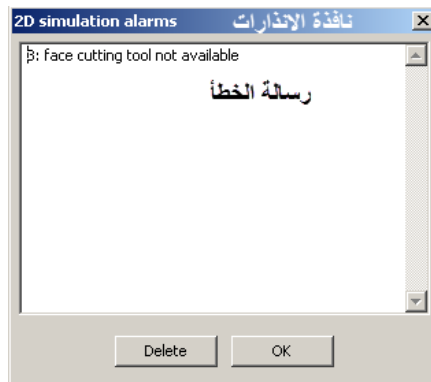 2D simulation alarms نافذة الانذارات
3: face cutting tool not available
رسالة الخطأ
Delete OK